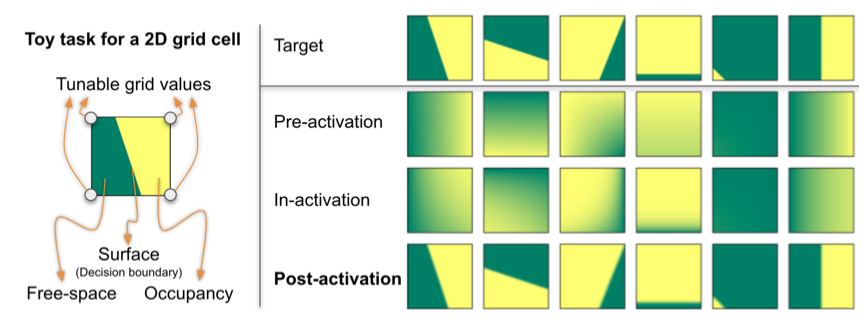 Toy task for a 2D grid cell
Tunable grid values
Surface
(Decision boundary)
Free-space
Occupancy
Target
Pre-activation
In-activation
Post-activation